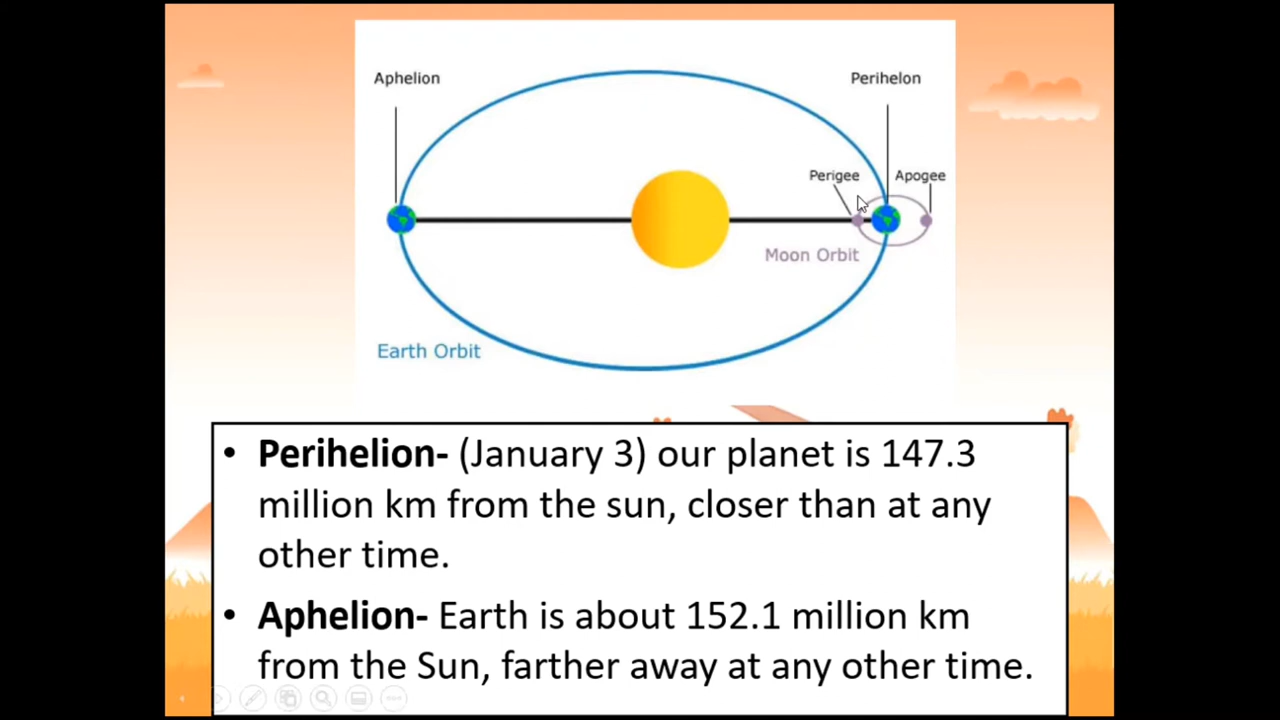 Aphelion
Perihelon
Perigee
Apogee
Moon Orbit
Earth Orbit
• Perihelion- (January 3) our planet is 147.3
million km from the sun, closer than at any
other time.
• Aphelion- Earth is about 152.1 million km
from the Sun, farther away at any other time.